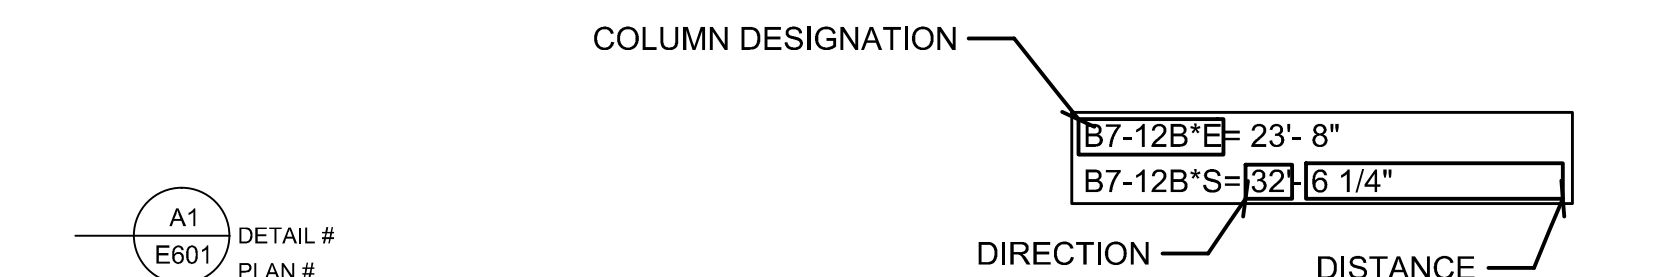 COLUMN DESIGNATION
B7-12B*E= 23'- 8"
B7-12B*S= 32'- 6 1/4"
A1
DETAIL #
E601
PLAN #
DIRECTION
DISTANCE